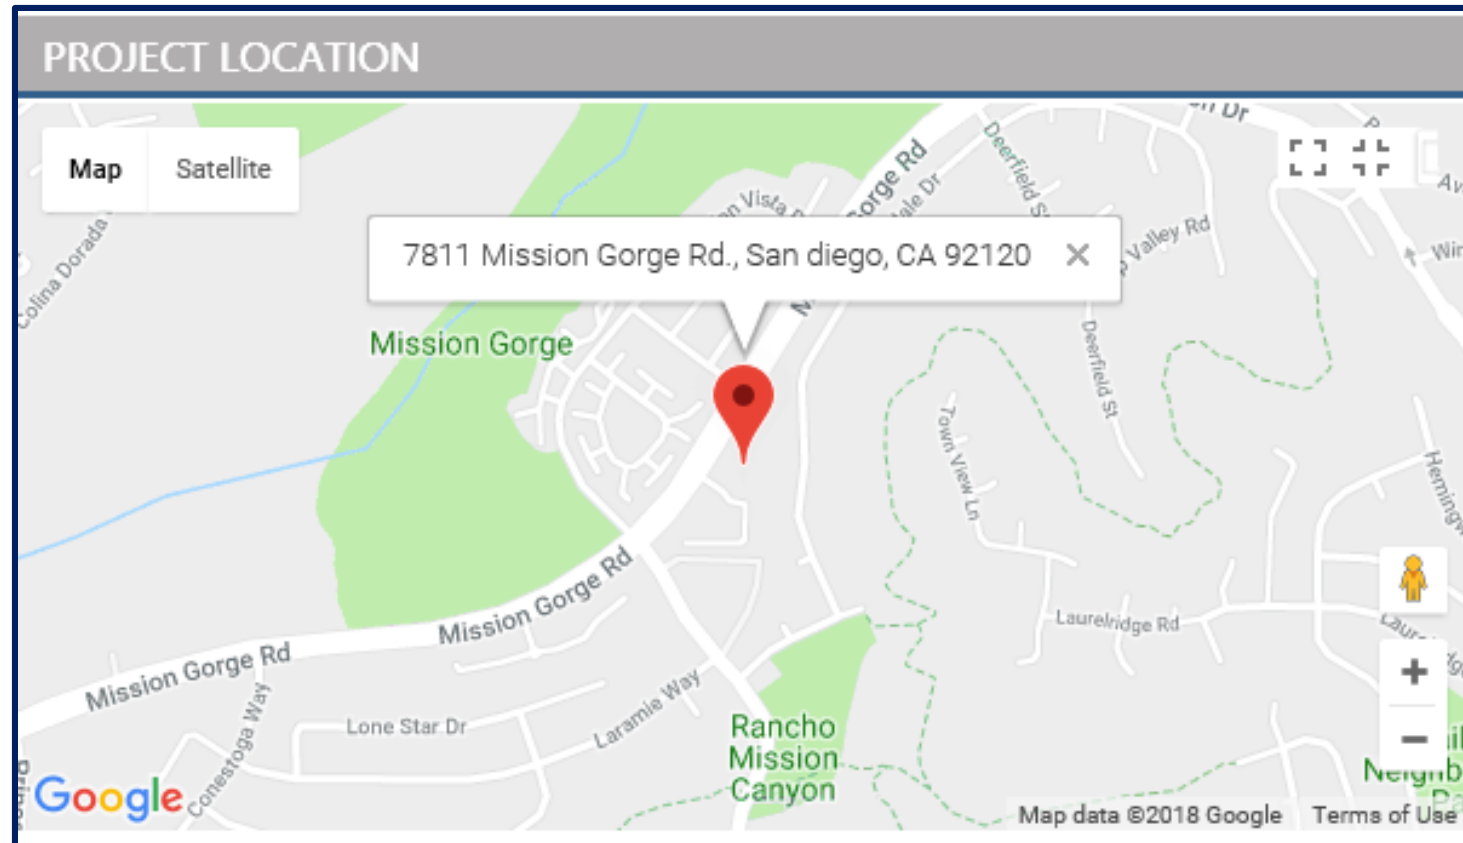 PROJECT LOCATION
Map
Satellite
Deerfield St
Gorge Rd
Valley Rd
Colina Dorada
7811 Mission Gorge Rd., San diego, CA 92120
Mission Gorge
Deerfield St
Town View Ln
Mission Gorge Rd
Laurelridge Rd
Mission Gorge Rd
Laramie Way
Lone Star Dr
Conestoga Way
Rancho
Mission
Canyon
Google
Map data ©2018 Google
Terms of Use